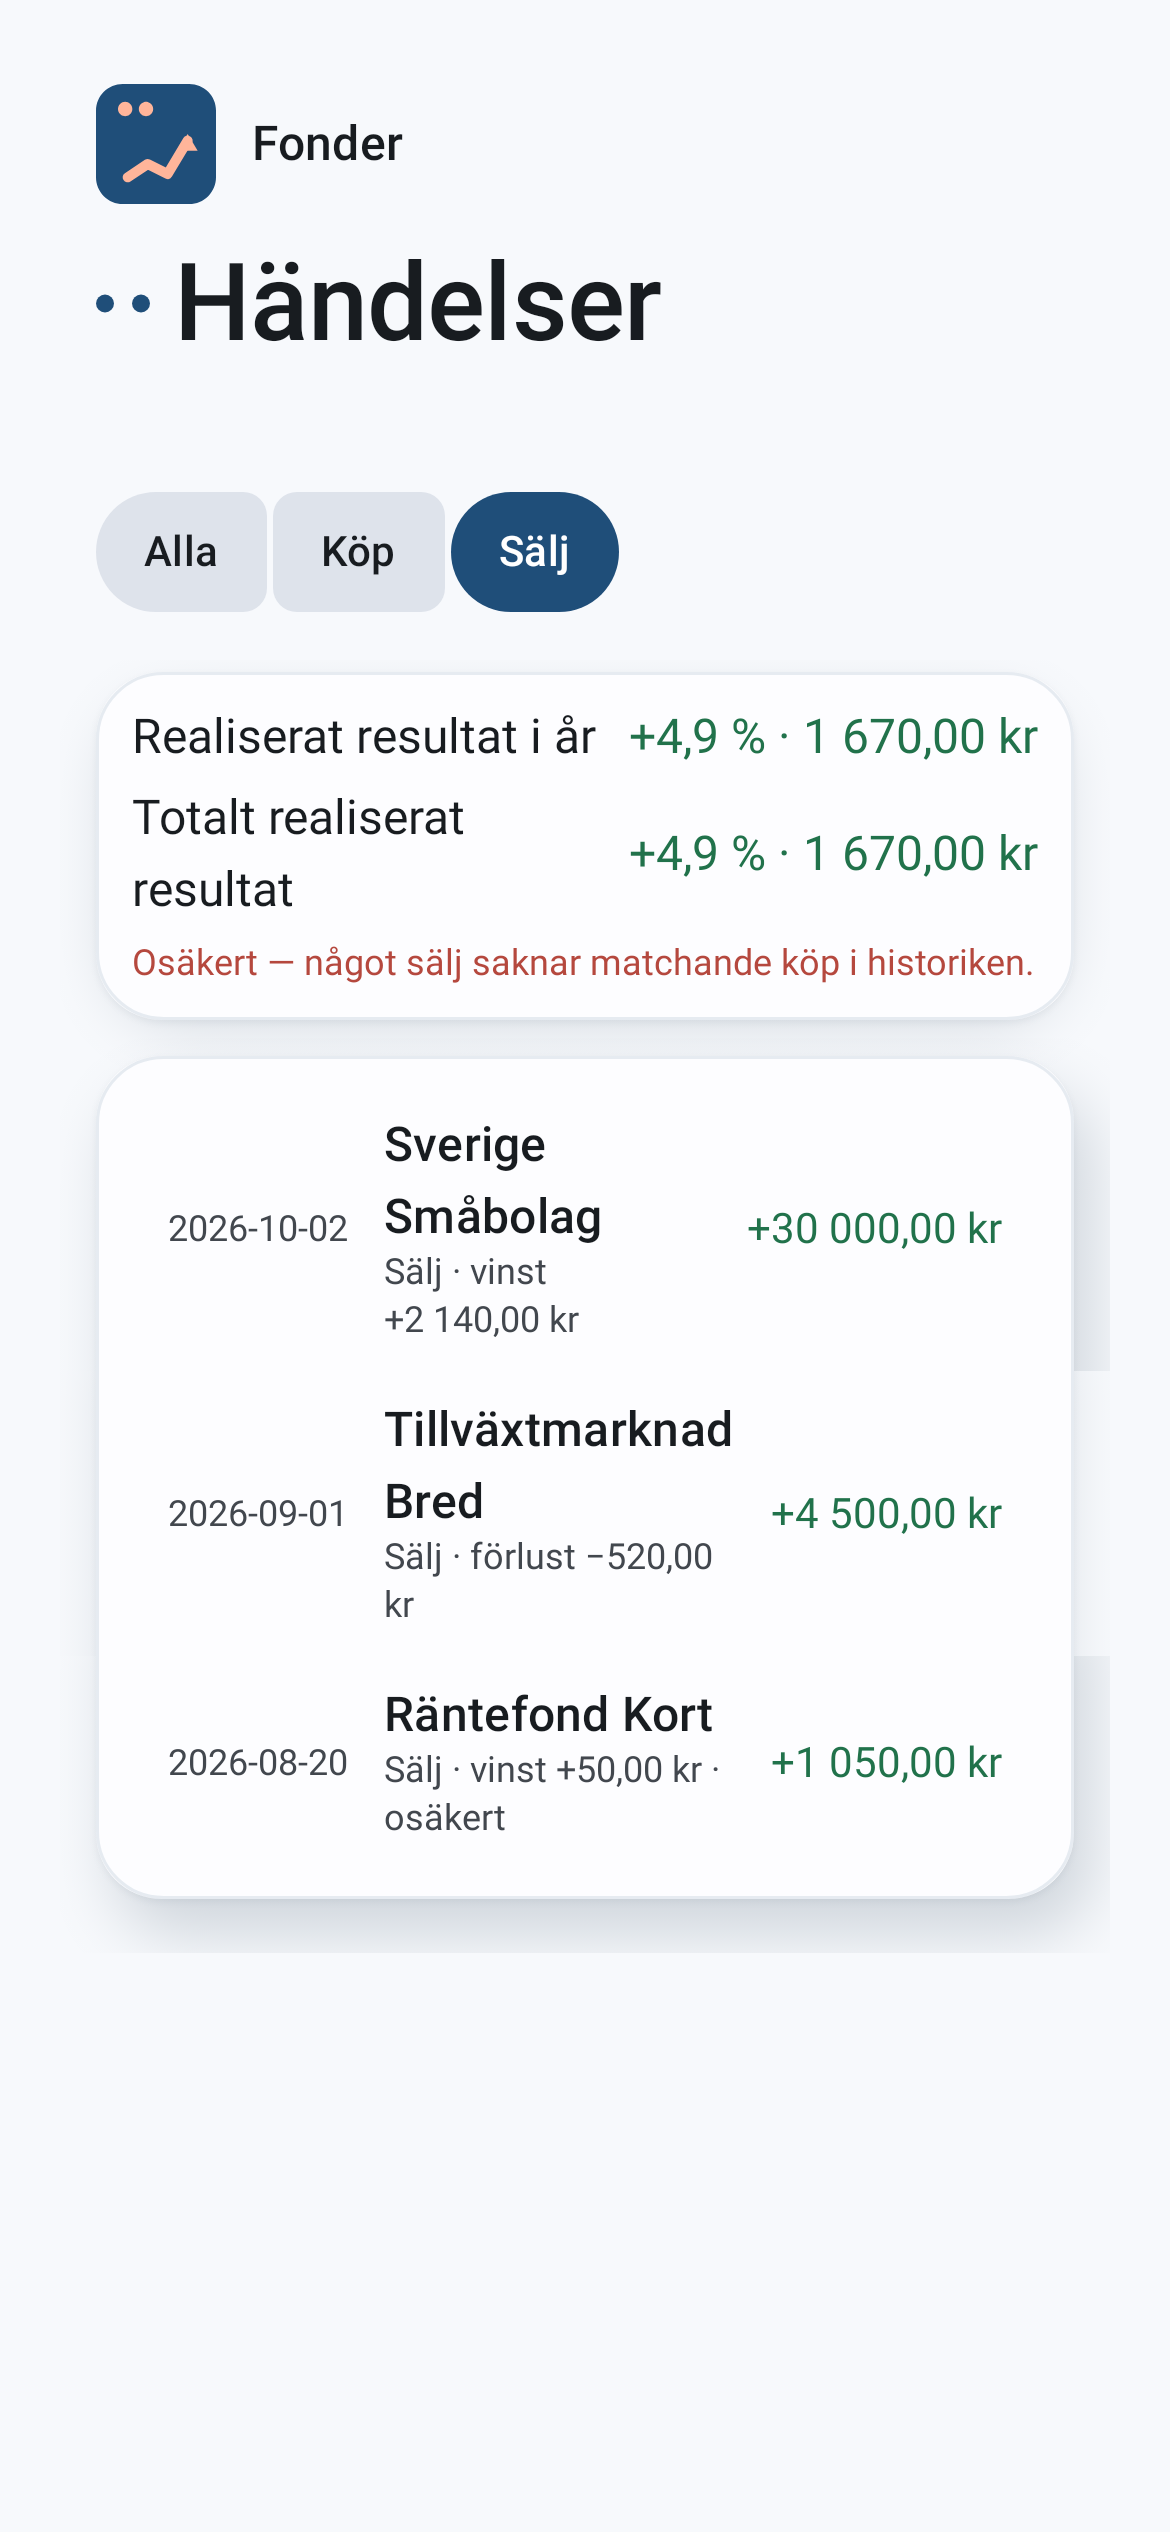 Fonder
Händelser
Alla
Köp
Sälj
Realiserat resultat i år
+4,9 % · 1 670,00 kr
Totalt realiserat
resultat
+4,9 % · 1 670,00 kr
Osäkert — något sälj saknar matchande köp i historiken.
2026-10-02
Sverige
Småbolag
Sälj · vinst
+2 140,00 kr
+30 000,00 kr
2026-09-01
Tillväxtmarknad
Bred
Sälj · förlust −520,00
kr
+4 500,00 kr
2026-08-20
Räntefond Kort
Sälj · vinst +50,00 kr ·
osäkert
+1 050,00 kr